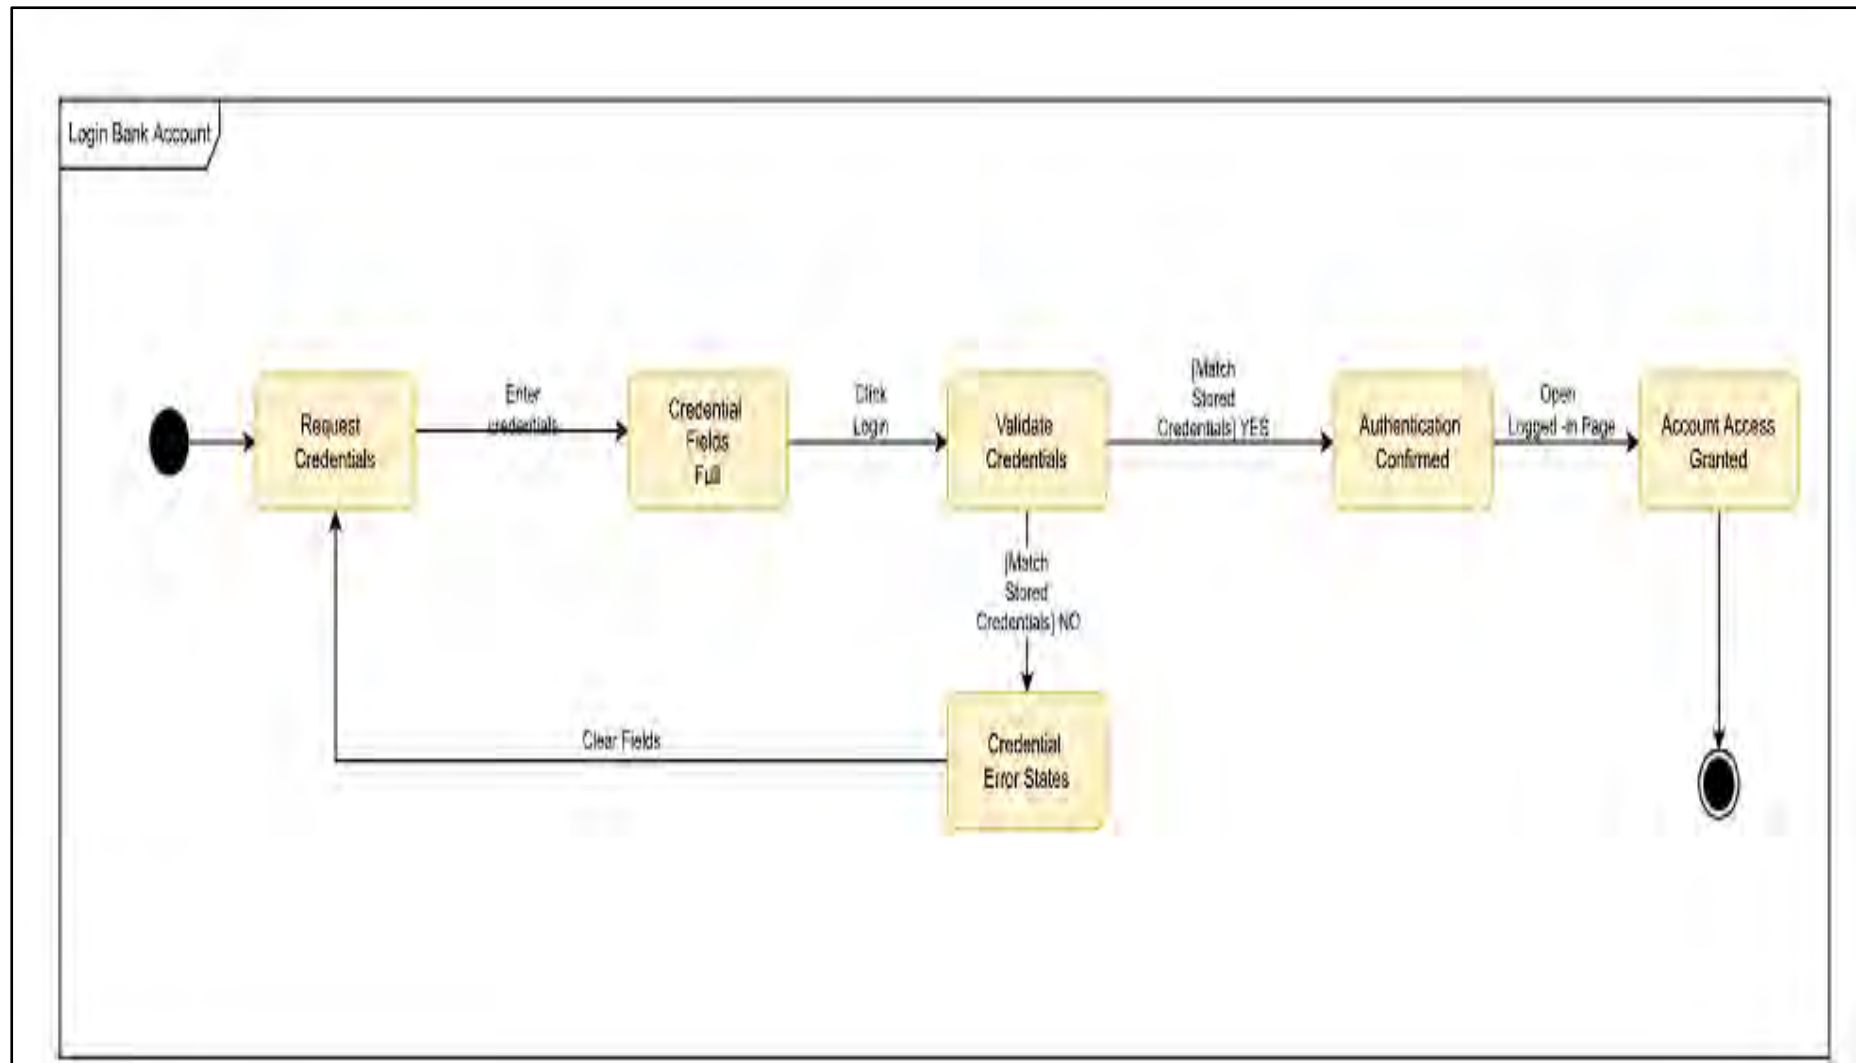 Login Bank Account
Request
Credentials
Enter
credentials
Credential
Fields
Full
Click
Login
Validate
Credentials
[Match
Stored
Credentials] YES
Authentication
Confirmed
Open
Logged -in Page
Account Access
Granted
[Match
Stored
Credentials] NO
Credential
Error States
Clear Fields